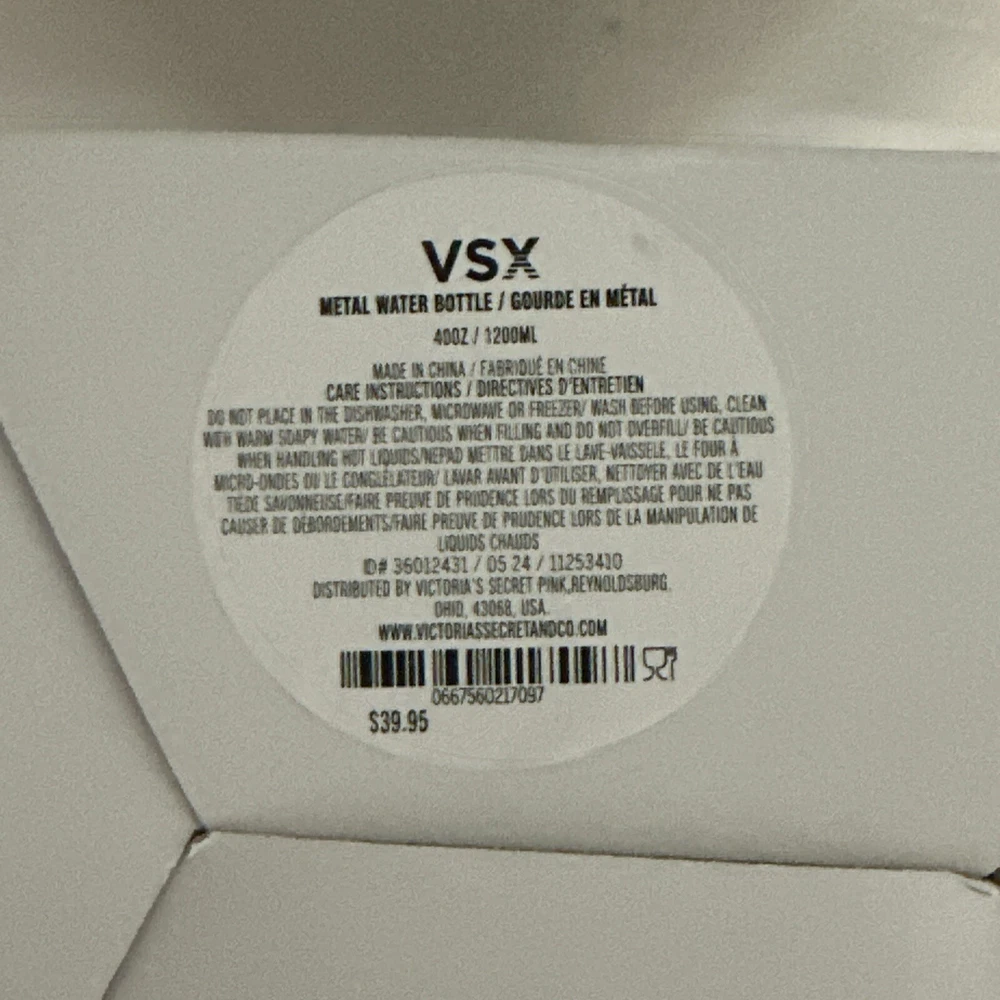 VSX
METAL WATER BOTTLE / GOURDE EN MÉTAL
40OZ / 1200ML
MADE IN CHINA / FABRIQUÉ EN CHINE
CARE INSTRUCTIONS / DIRECTIVES D'ENTRETIEN
DO NOT PLACE IN THE DISHWASHER, MICROWAVE OR FREEZER/ WASH BEFORE USING, CLEAN
WITH WARM SOAPY WATER/ BE CAUTIOUS WHEN FILLING AND DO NOT OVERFILL/ BE CAUTIOUS
WHEN HANDLING HOT LIQUIDS/NEPAD METTRE DANS LE LAVE-VAISSELE, LE FOUR À
MICRO-ONDES OU LE CONGLÉLATEUR/ LAVAR AVANT D'UTILISER, NETTOYER AVEC DE L'EAU
TIEDE SAVONNEUSE/FAIRE PREUVE DE PRUDENCE LORS DU REMPLISSAGE POUR NE PAS
CAUSER DE DEBORDEMENTS/FAIRE PREUVE DE PRUDENCE LORS DE LA MANIPULATION DE
LIQUIDS CHAUDS
ID# 36012431 / 05 24 / 11253410
DISTRIBUTED BY VICTORIA'S SECRET PINK,REYNOLDSBURG.
OHIO, 43068, USA.
WWW.VICTORIASSECRETANDCO.COM
0667560217097
$39.95